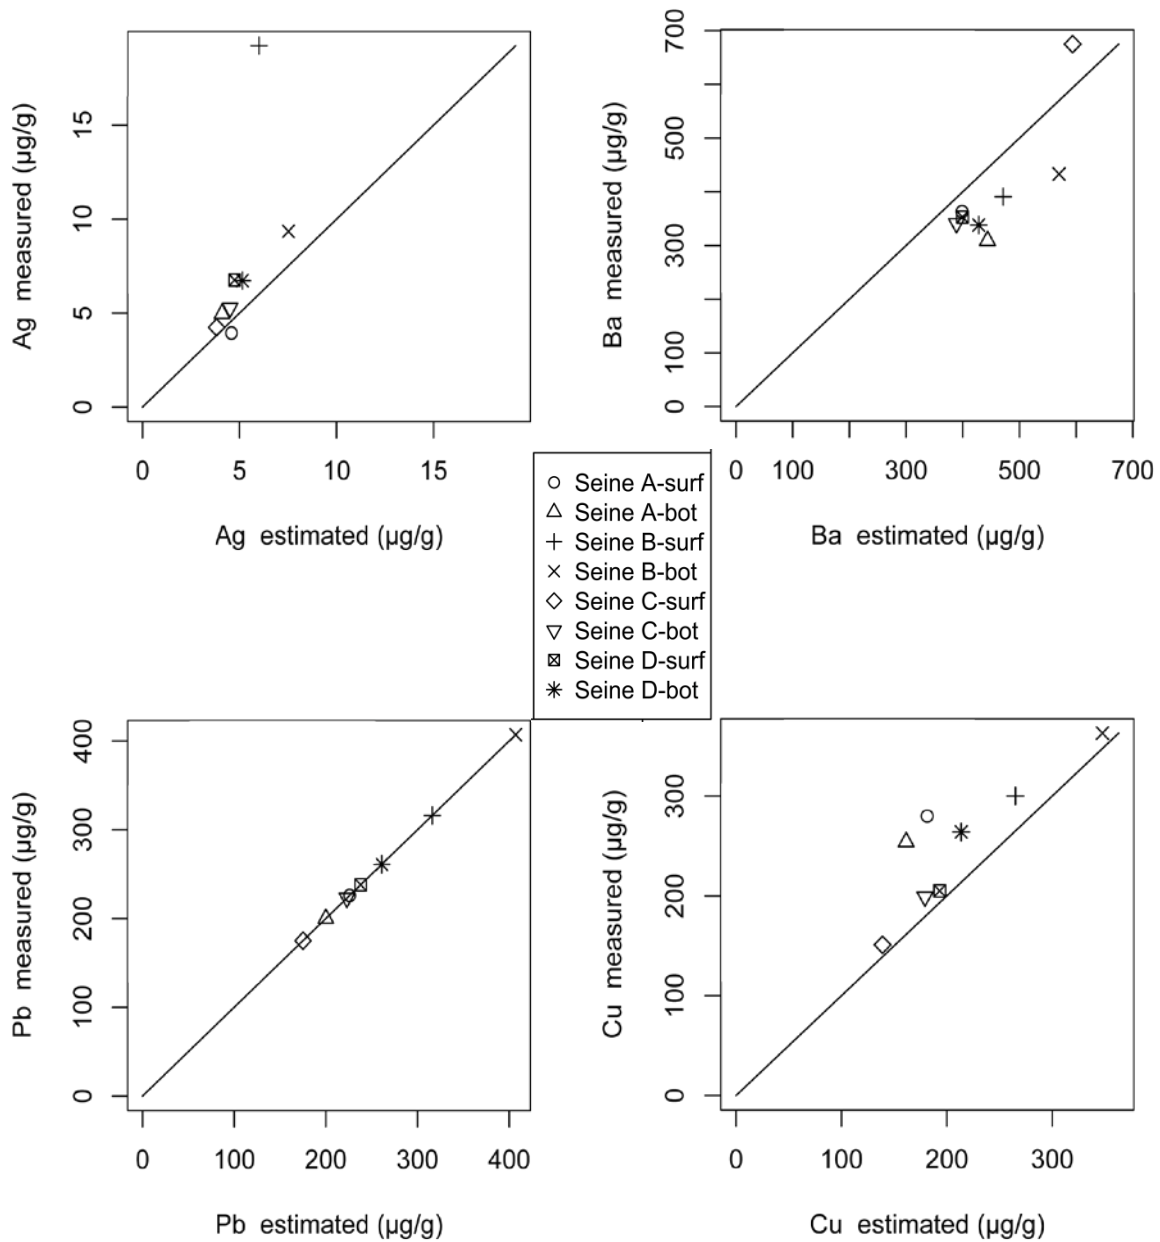 Ag measured (µg/g)
15
10
5
0
0 5 10 15
Ag estimated (µg/g)
Ba measured (µg/g)
700
500
300
100
0
0 100 300 500 700
Ba estimated (µg/g)
Seine A-surf
Seine A-bot
Seine B-surf
Seine B-bot
Seine C-surf
Seine C-bot
Seine D-surf
Seine D-bot
Pb measured (µg/g)
400
300
200
100
0
0 100 200 300 400
Pb estimated (µg/g)
Cu measured (µg/g)
300
200
100
0
0 100 200 300
Cu estimated (µg/g)